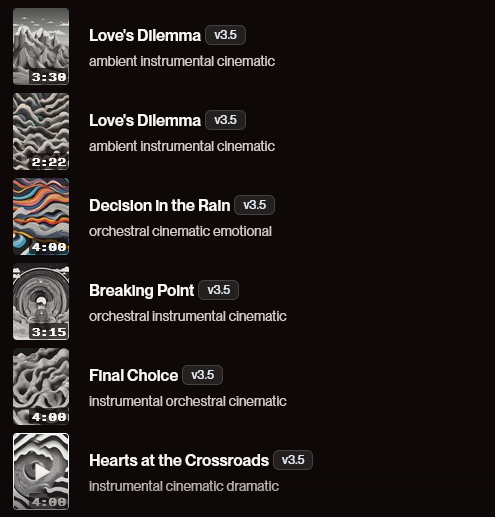 Love's Dilemma v3.5
ambient instrumental cinematic
3:30
Love's Dilemma v3.5
ambient instrumental cinematic
2:22
Decision in the Rain v3.5
orchestral cinematic emotional
4:00
Breaking Point v3.5
orchestral instrumental cinematic
3:15
Final Choice v3.5
instrumental orchestral cinematic
4:00
Hearts at the Crossroads v3.5
instrumental cinematic dramatic
4:00